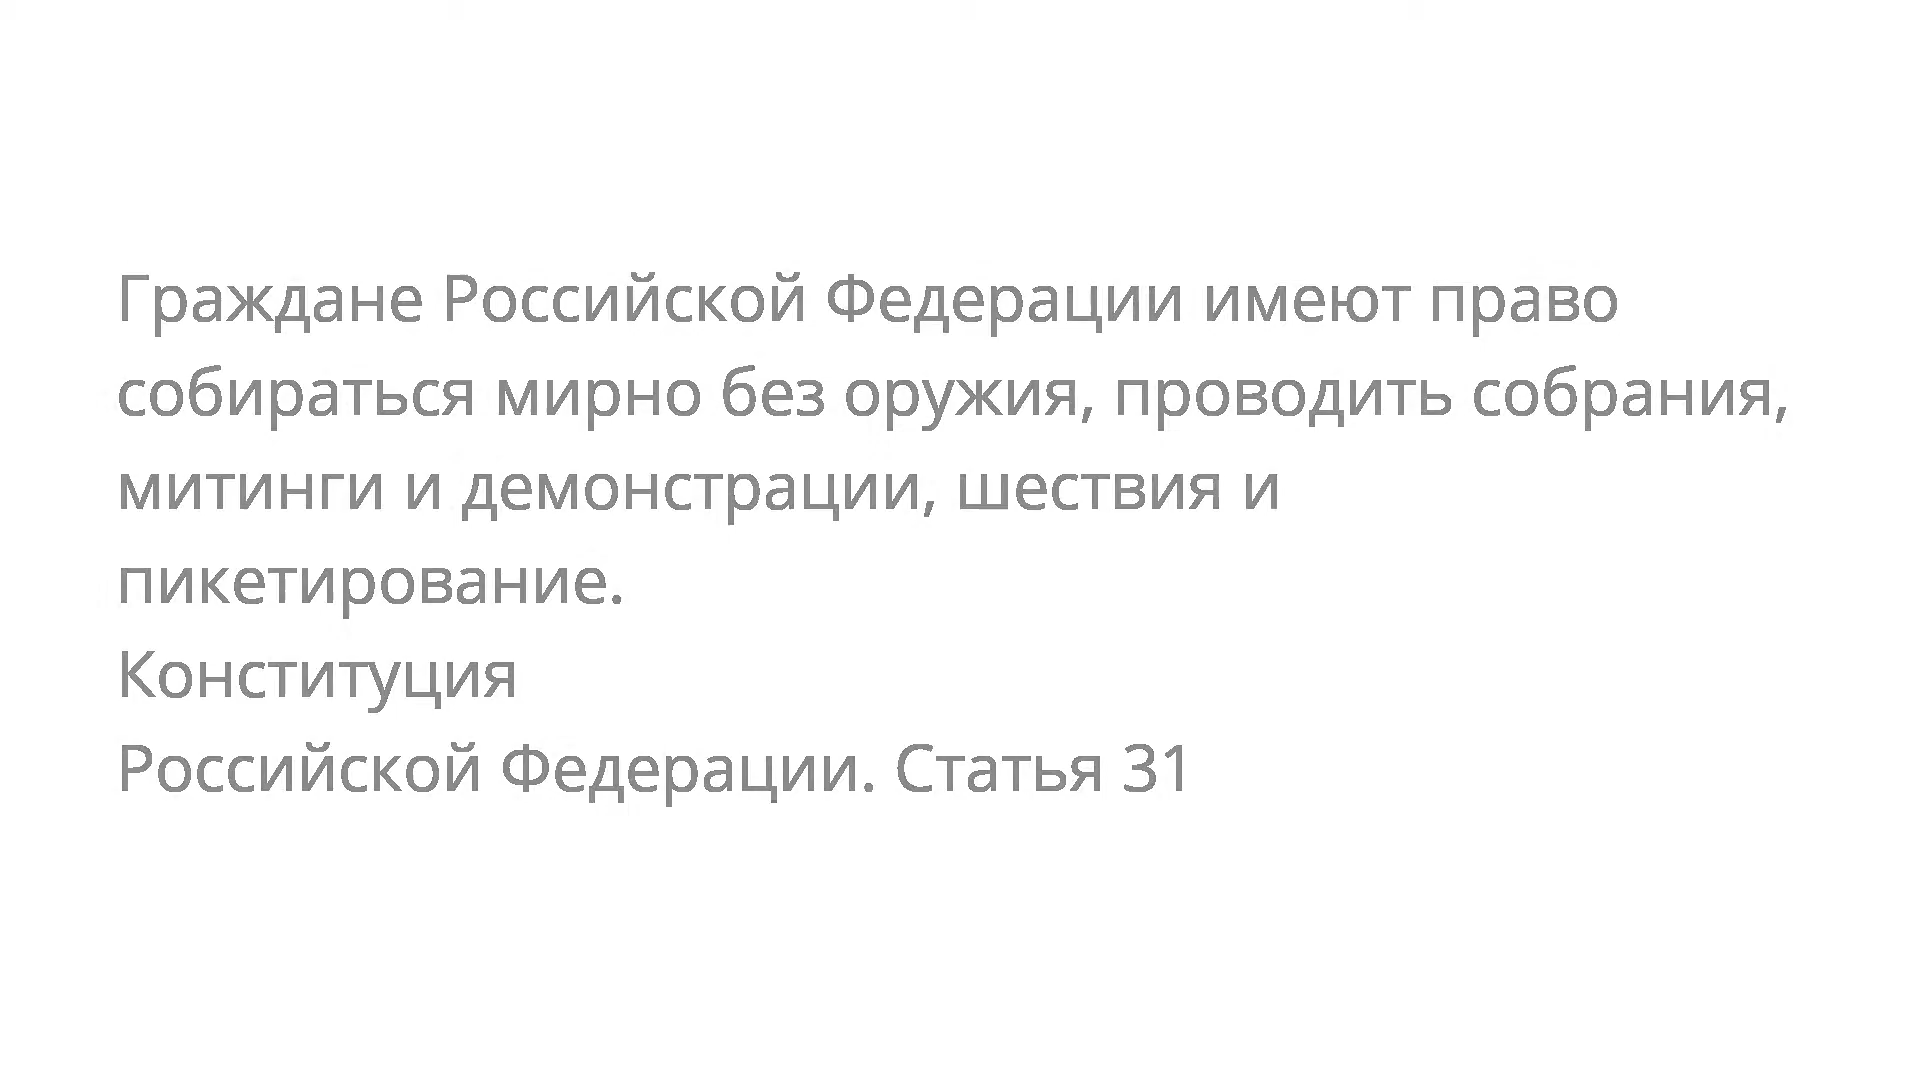 Граждане Российской Федерации имеют право
собираться мирно без оружия, проводить собрания,
митинги и демонстрации, шествия и
пикетирование.
Конституция
Российской Федерации. Статья 31